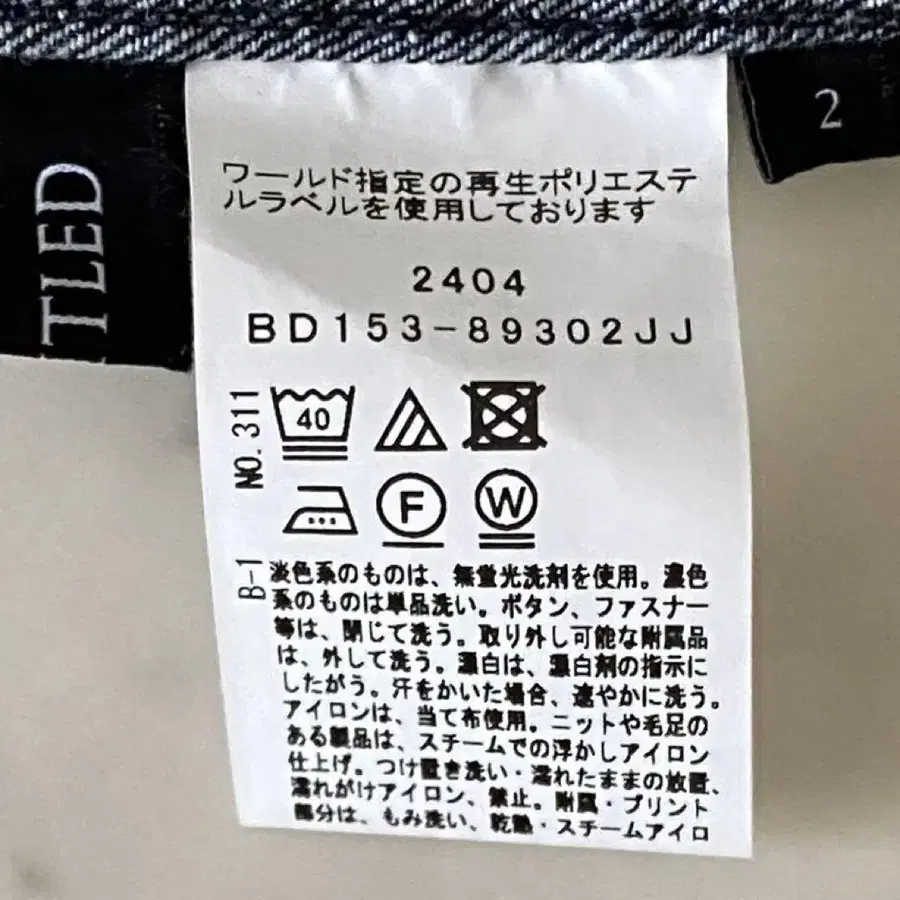 TLED
2
ワールド指定の再生ポリエステ
ルラベルを使用しております
2404
BD153-89302JJ
NO.311
40
F
W
B-1
淡色系のものは、無蛍光洗剤を使用。濃色
系のものは単品洗い。ボタン、ファスナー
等は、閉じて洗う。取り外し可能な附属品
は、外して洗う。漂白は、漂白剤の指示に
したがう。汗をかいた場合、速やかに洗う。
アイロンは、当て布使用。ニットや毛足の
ある製品は、スチームでの浮かしアイロン
仕上げ。つけ置き洗い・濡れたままの放置、
濡れがけアイロン、禁止。附属・プリント
部分は、もみ洗い、乾熱・スチームアイロ